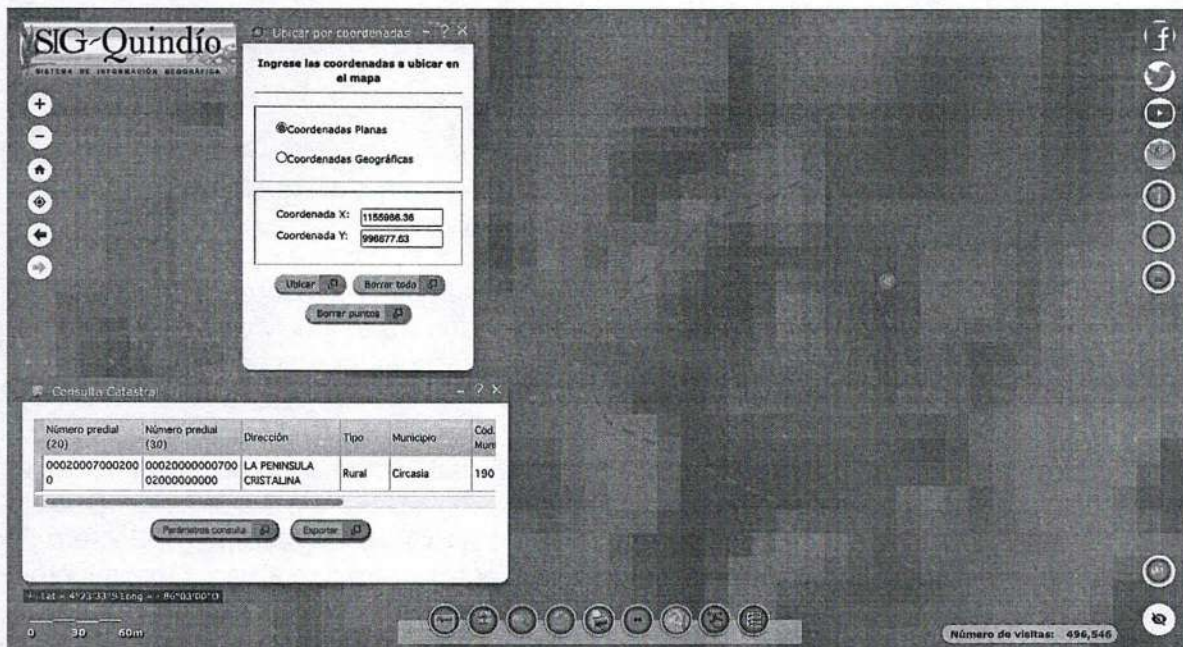 SIG-Quindío
SISTEMA DE INFORMACIÓN GEOGRÁFICA
Ubicar por coordenadas - ? X
Ingrese las coordenadas a ubicar en
el mapa
Coordenadas Planas
Coordenadas Geográficas
Coordenada X: 1155966.36
Coordenada Y: 996877.63
Ubicar
Borrar todo
Borrar puntos
Consulta Catastral - ? X
Número predial
(20)
Número predial
(30)
Dirección
Tipo
Municipio
Cod.
00020007000200
0
00020000000700
02000000000
LA PENINSULA
CRISTALINA
Rural
Circasia
190
Parámetros consulta
Exportar
0 30 60m
Número de visitas: 496,546